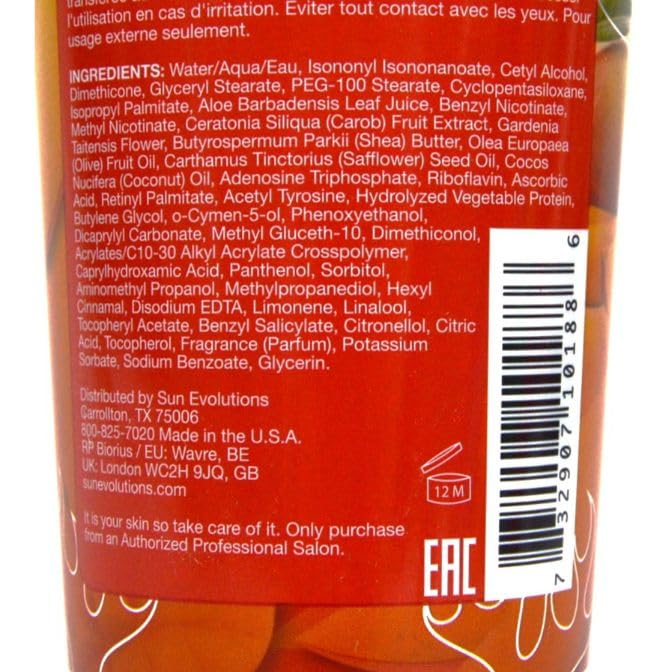 l'utilisation en cas d'irritation. Éviter tout contact avec les yeux. Pour
usage externe seulement.
INGREDIENTS: Water/Aqua/Eau, Isononyl Isononanoate, Cetyl Alcohol,
Dimethicone, Glyceryl Stearate, PEG-100 Stearate, Cyclopentasiloxane,
Isopropyl Palmitate, Aloe Barbadensis Leaf Juice, Benzyl Nicotinate,
Methyl Nicotinate, Ceratonia Siliqua (Carob) Fruit Extract, Gardenia
Taitensis Flower, Butyrospermum Parkii (Shea) Butter, Olea Europaea
(Olive) Fruit Oil, Carthamus Tinctorius (Safflower) Seed Oil, Cocos
Nucifera (Coconut) Oil, Adenosine Triphosphate, Riboflavin, Ascorbic
Acid, Retinyl Palmitate, Acetyl Tyrosine, Hydrolyzed Vegetable Protein,
Butylene Glycol, o-Cymen-5-ol, Phenoxyethanol,
Dicaprylyl Carbonate, Methyl Gluceth-10, Dimethiconol,
Acrylates/C10-30 Alkyl Acrylate Crosspolymer,
Caprylhydroxamic Acid, Panthenol, Sorbitol,
Aminomethyl Propanol, Methylpropanediol, Hexyl
Cinnamal, Disodium EDTA, Limonene, Linalool,
Tocopheryl Acetate, Benzyl Salicylate, Citronellol, Citric
Acid, Tocopherol, Fragrance (Parfum), Potassium
Sorbate, Sodium Benzoate, Glycerin.
Distributed by Sun Evolutions
Carrollton, TX 75006
800-825-7020 Made in the U.S.A.
RP Biorius / EU: Wavre, BE
UK: London WC2H 9JQ, GB
sunevolutions.com
It is your skin so take care of it. Only purchase
from an Authorized Professional Salon.
12 M
EAC
7 32907 10188 6